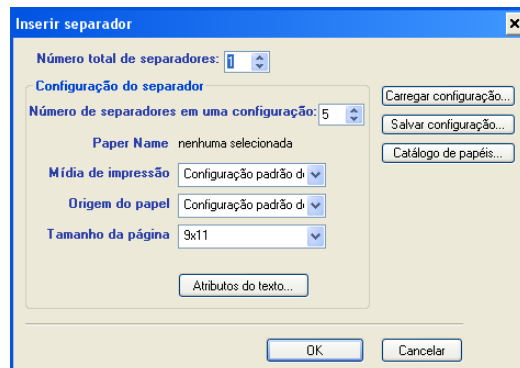 Inserir separador
Número total de separadores: 1
Configuração do separador
Número de separadores em uma configuração: 5
Paper Name nenhuma selecionada
Mídia de impressão Configuração padrão d
Origem do papel Configuração padrão d
Tamanho da página 9x11
Atributos do texto...
Carregar configuração...
Salvar configuração...
Catálogo de papéis...
OK Cancelar